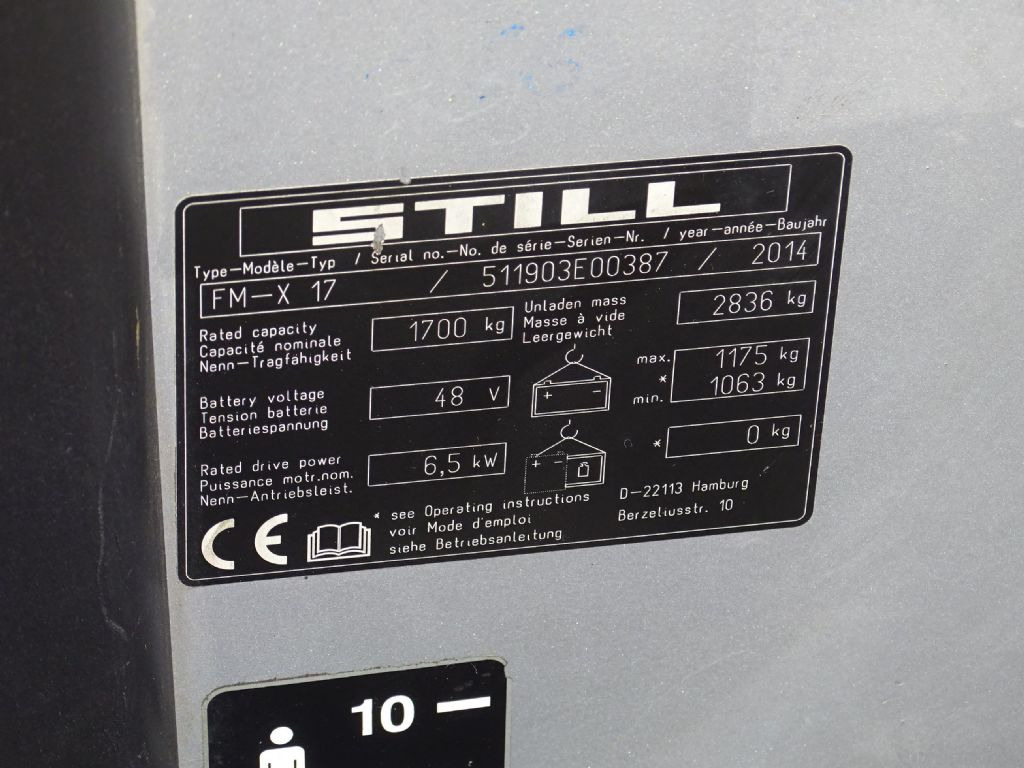 STILL
Type-Modèle-Typ / Serial no.-No. de série-Serien-Nr. / year-année-Baujahr
FM-X 17 / 511903E00387 / 2014
Rated capacity
Capacité nominale
Nenn-Tragfähigkeit
1700 kg
Unladen mass
Masse à vide
Leergewicht
2836 kg
Battery voltage
Tension batterie
Batteriespannung
48 V
+ -
max. 1175 kg
* 1063 kg
min.
Rated drive power
Puissance motr.nom.
Nenn-Antriebsleist.
6,5 kW
+ -
* 0 kg
CE
* see Operating instructions
voir Mode d'emploi
siehe Betriebsanleitung
D-22113 Hamburg
Berzeliusstr. 10
10 -